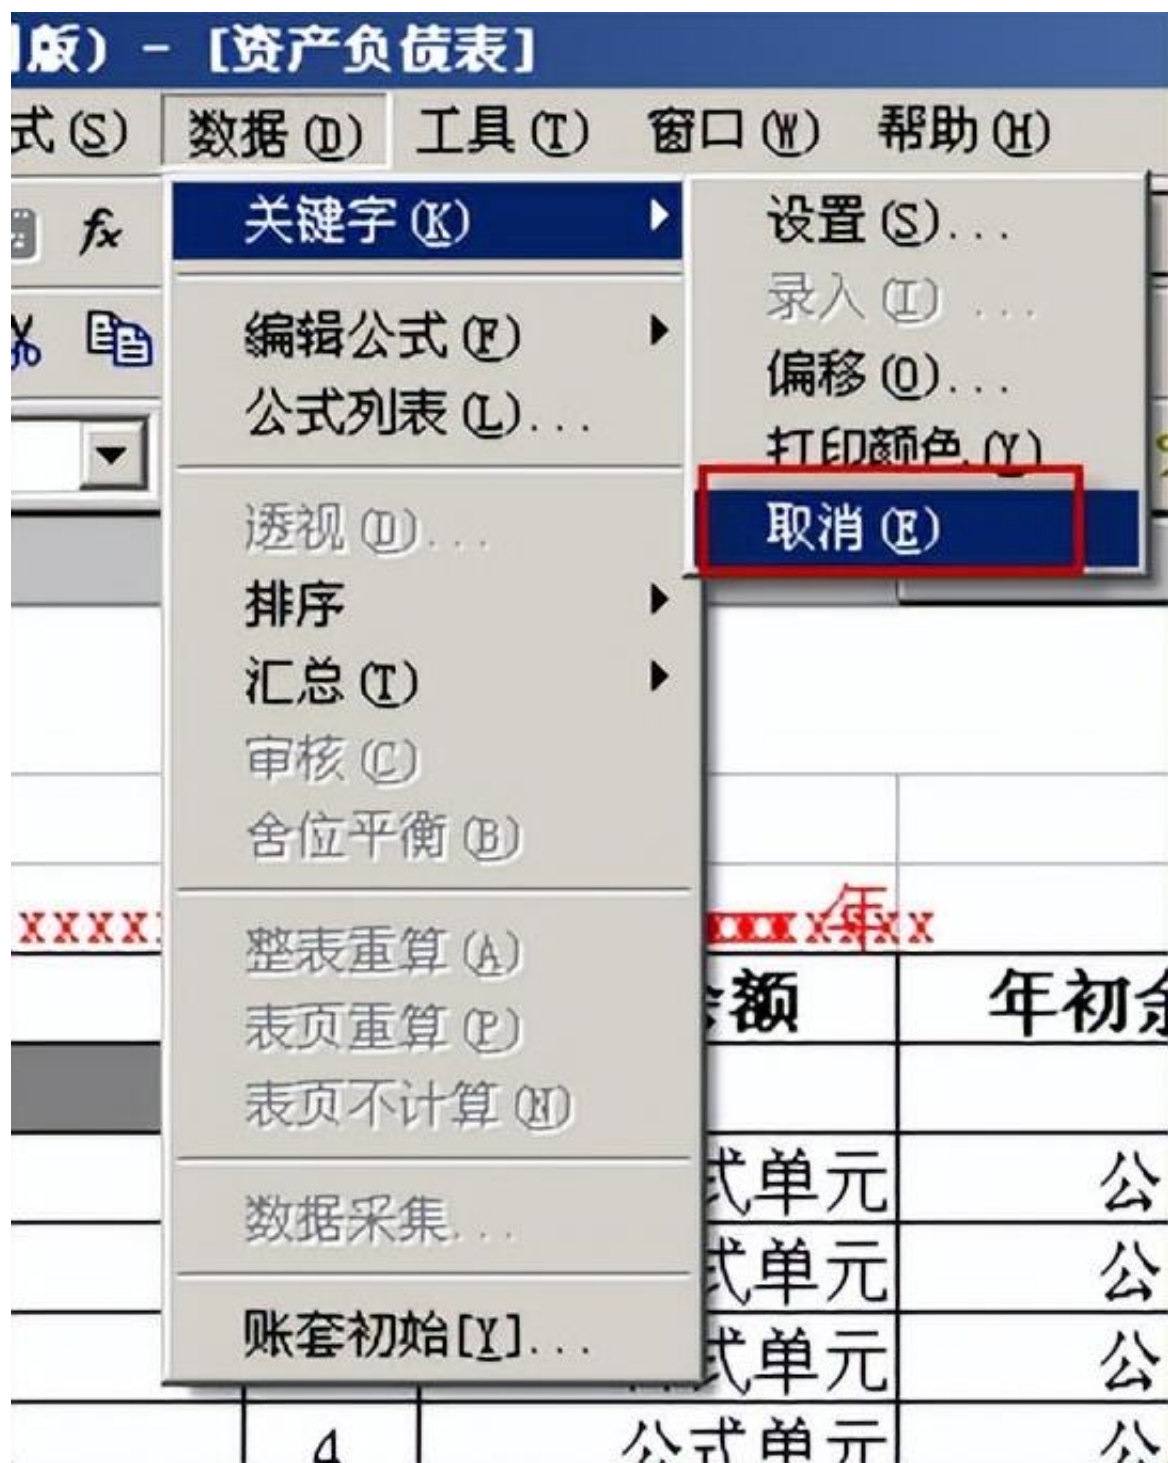 版) - [资产负债表]
式(S) 数据(D) 工具(T) 窗口(W) 帮助(H)
fx
关键字(K)
编辑公式(F)
公式列表(L)...
透视(D)...
排序
汇总(T)
审核(C)
舍位平衡(B)
整表重算(A)
表页重算(P)
表页不计算(N)
数据采集...
账套初始[Y]...
设置(S)...
录入(I) ...
偏移(O)...
打印颜色.(Y)
取消(E)
xxxx
xxx xxxx 年
额 年初余
式单元 公
式单元 公
式单元 公
4 公式单元 公